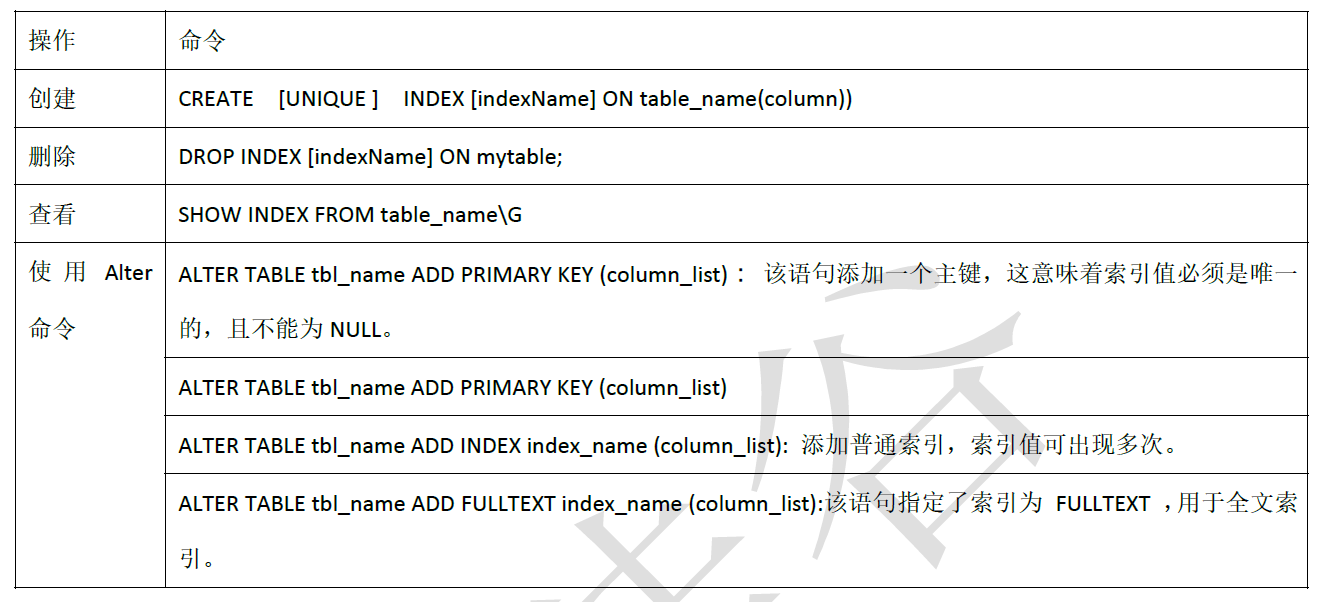 操作 命令
创建 CREATE [UNIQUE ] INDEX [indexName] ON table_name(column))
删除 DROP INDEX [indexName] ON mytable;
查看 SHOW INDEX FROM table_name\G
使用 Alter
命令
ALTER TABLE tbl_name ADD PRIMARY KEY (column_list) ： 该语句添加一个主键，这意味着索引值必须是唯一
的，且不能为 NULL。
ALTER TABLE tbl_name ADD PRIMARY KEY (column_list)
ALTER TABLE tbl_name ADD INDEX index_name (column_list): 添加普通索引，索引值可出现多次。
ALTER TABLE tbl_name ADD FULLTEXT index_name (column_list):该语句指定了索引为 FULLTEXT ，用于全文索
引。